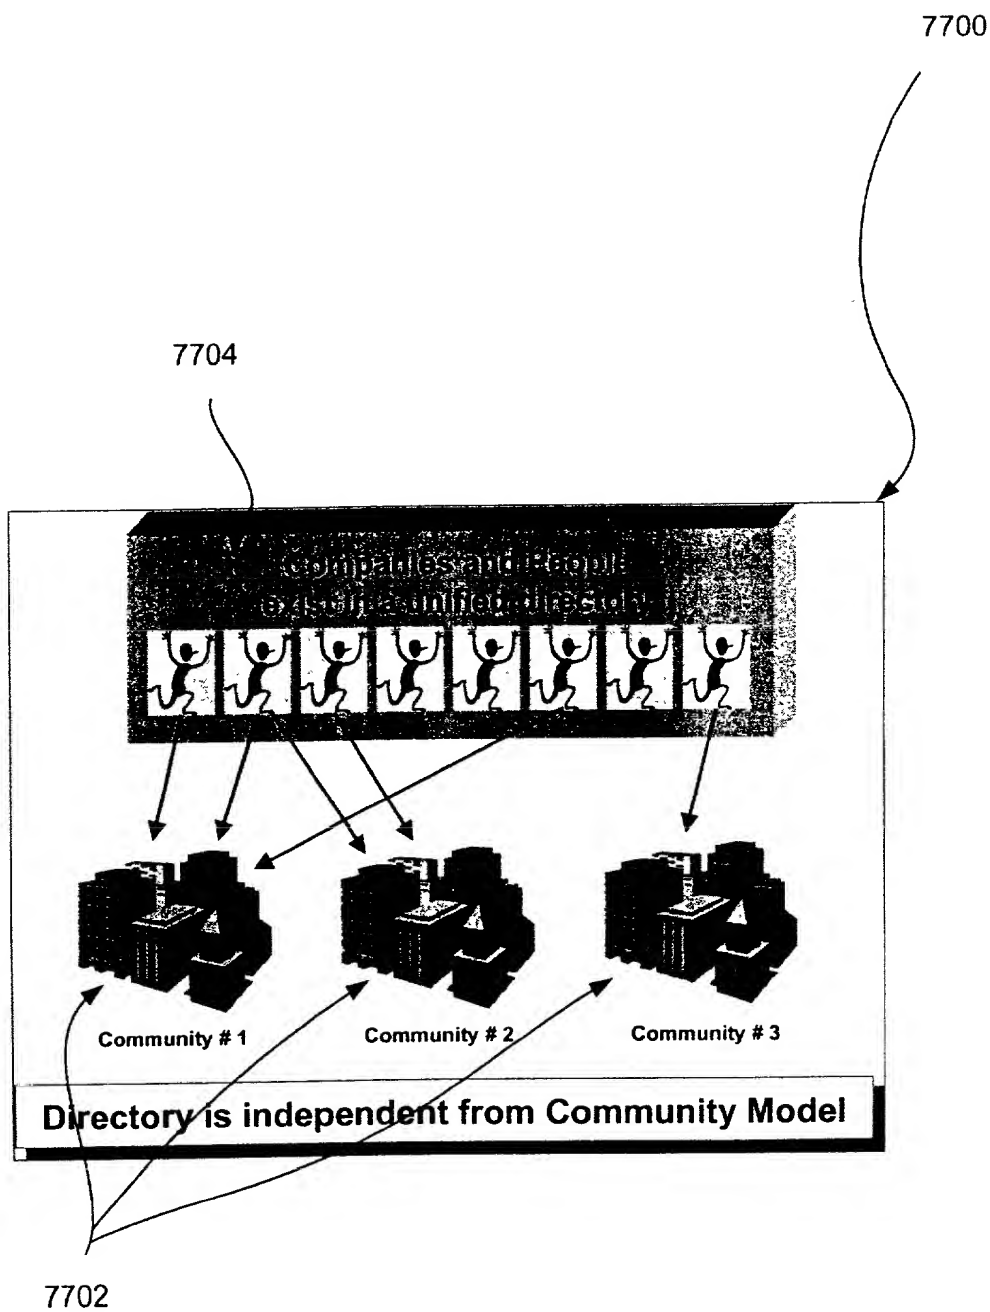 7700
7704
Companies and People
exist in a unified directory
Community # 1
Community # 2
Community # 3
Directory is independent from Community Model
7702